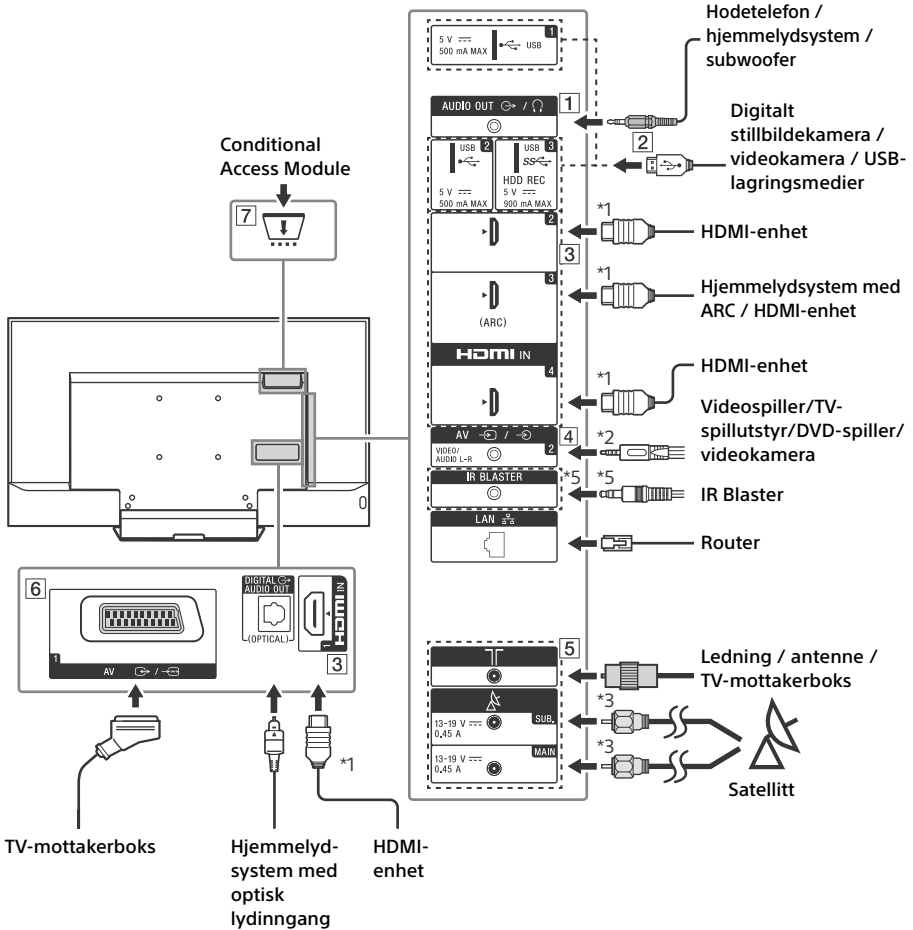 5 V
500 mA MAX
USB
1
Hodetelefon /
hjemmelydsystem /
subwoofer
AUDIO OUT /
1
2
Digitalt
stillbildekamera /
videokamera / USB-
lagringsmedier
USB 2
5 V
500 mA MAX
USB 3
SS
HDD REC
5 V
900 mA MAX
Conditional
Access Module
7
2
3
*1
HDMI-enhet
3
(ARC)
*1
Hjemmelydsystem med
ARC / HDMI-enhet
HDMI IN
4
*1
HDMI-enhet
AV /
VIDEO/
AUDIO L-R
2
4
*2
Videospiller/TV-
spillutstyr/DVD-spiller/
videokamera
IR BLASTER
*5
*5
IR Blaster
LAN
Router
6
1
AV /
DIGITAL
AUDIO OUT
(OPTICAL)
HDMI IN
1
3
*1
TV-mottakerboks
Hjemmelyd-
system med
optisk
lydinngang
HDMI-
enhet
5
Ledning / antenne /
TV-mottakerboks
13-19 V
0.45 A
SUB.
*3
13-19 V
0.45 A
MAIN
*3
Satellitt